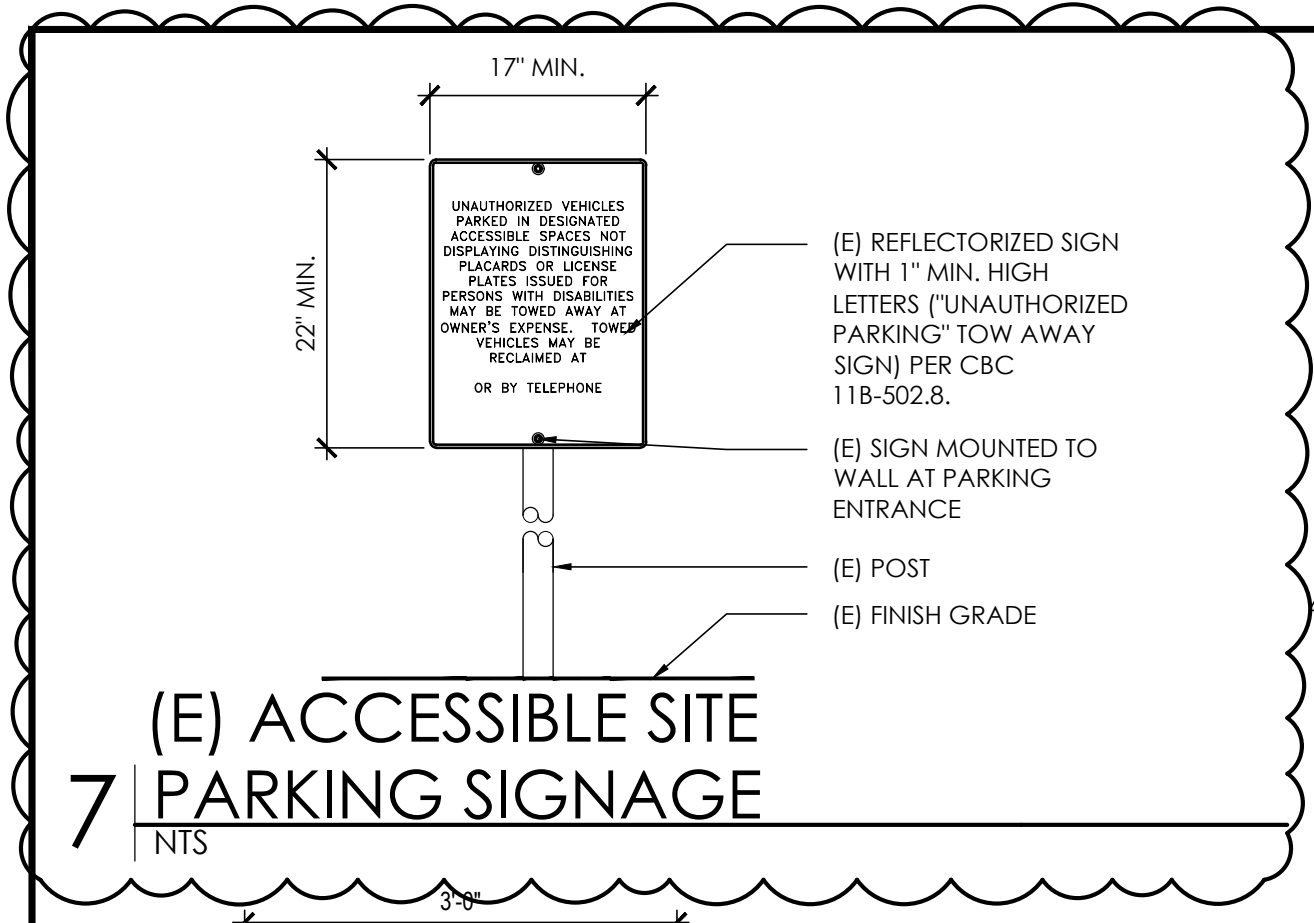 17" MIN.
22" MIN.
UNAUTHORIZED VEHICLES
PARKED IN DESIGNATED
ACCESSIBLE SPACES NOT
DISPLAYING DISTINGUISHING
PLACARDS OR LICENSE
PLATES ISSUED FOR
PERSONS WITH DISABILITIES
MAY BE TOWED AWAY AT
OWNER'S EXPENSE. TOWED
VEHICLES MAY BE
RECLAIMED AT
OR BY TELEPHONE
(E) REFLECTORIZED SIGN
WITH 1" MIN. HIGH
LETTERS ("UNAUTHORIZED
PARKING" TOW AWAY
SIGN) PER CBC
11B-502.8.
(E) SIGN MOUNTED TO
WALL AT PARKING
ENTRANCE
(E) POST
(E) FINISH GRADE
(E) ACCESSIBLE SITE
7 PARKING SIGNAGE
NTS
3'-0"